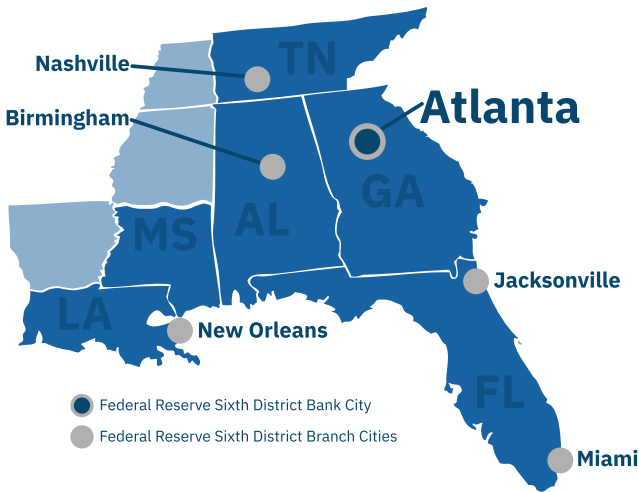 TN
Nashville
Atlanta
Birmingham
GA
AL
MS
Jacksonville
LA
New Orleans
FL
Federal Reserve Sixth District Bank City
Federal Reserve Sixth District Branch Cities
Miami